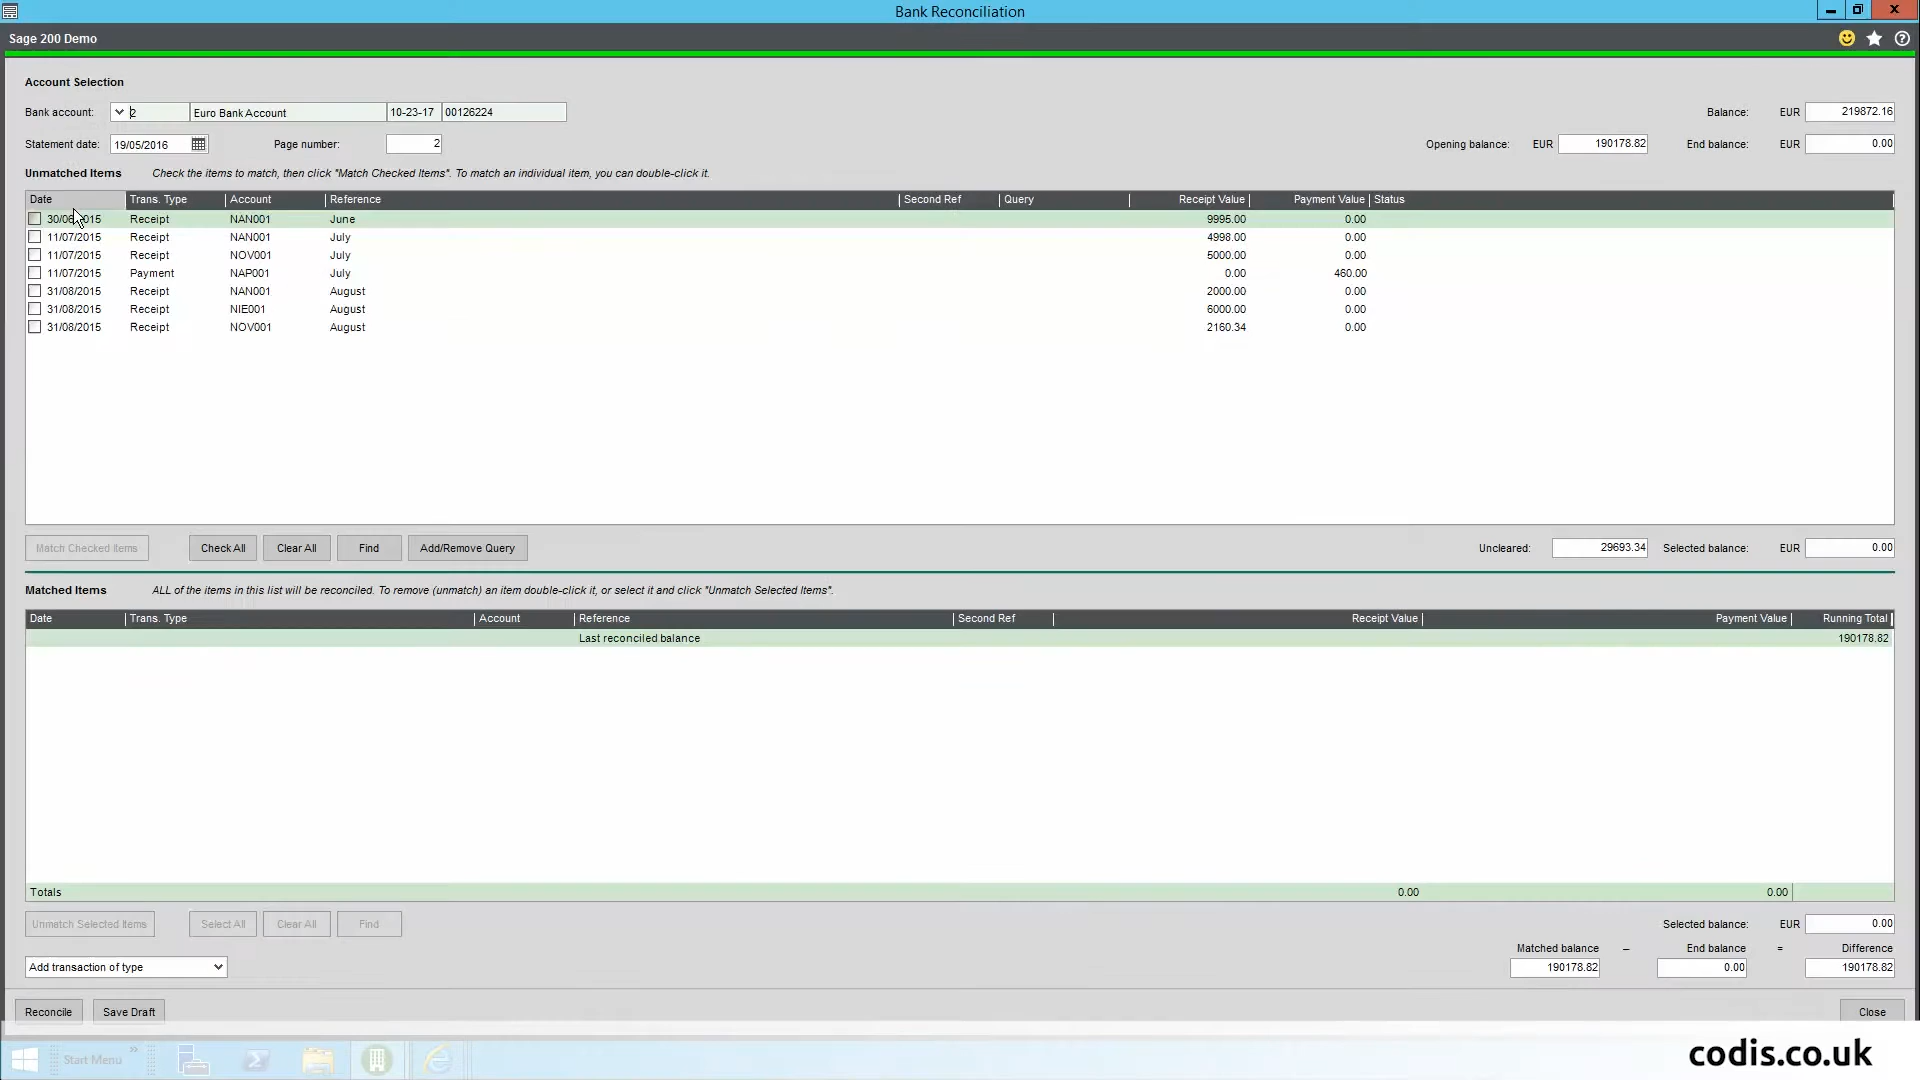 Bank Reconciliation
Sage 200 Demo
Account Selection
Bank account: 2 Euro Bank Account 10-23-17 00126224 Balance: EUR 219872.16
Statement date: 19/05/2016 Page number: 2 Opening balance: EUR 190178.82 End balance: EUR 0.00
Unmatched Items Check the items to match, then click "Match Checked Items". To match an individual item, you can double-click it.
Date Trans. Type Account Reference Second Ref Query Receipt Value Payment Value Status
30/06/2015 Receipt NAN001 June 9995.00 0.00
11/07/2015 Receipt NAN001 July 4998.00 0.00
11/07/2015 Receipt NOV001 July 5000.00 0.00
11/07/2015 Payment NAP001 July 0.00 460.00
31/08/2015 Receipt NAN001 August 2000.00 0.00
31/08/2015 Receipt NIE001 August 6000.00 0.00
31/08/2015 Receipt NOV001 August 2160.34 0.00
Match Checked Items Check All Clear All Find Add/Remove Query Uncleared: 29693.34 Selected balance: EUR 0.00
Matched Items ALL of the items in this list will be reconciled. To remove (unmatch) an item double-click it, or select it and click "Unmatch Selected Items".
Date Trans. Type Account Reference Second Ref Receipt Value Payment Value Running Total
Last reconciled balance 190178.82
Totals 0.00 0.00
Unmatch Selected Items Select All Clear All Find Selected balance: EUR 0.00
Matched balance – End balance = Difference
Add transaction of type 190178.82 0.00 190178.82
Reconcile Save Draft Close
Start Menu »
codis.co.uk